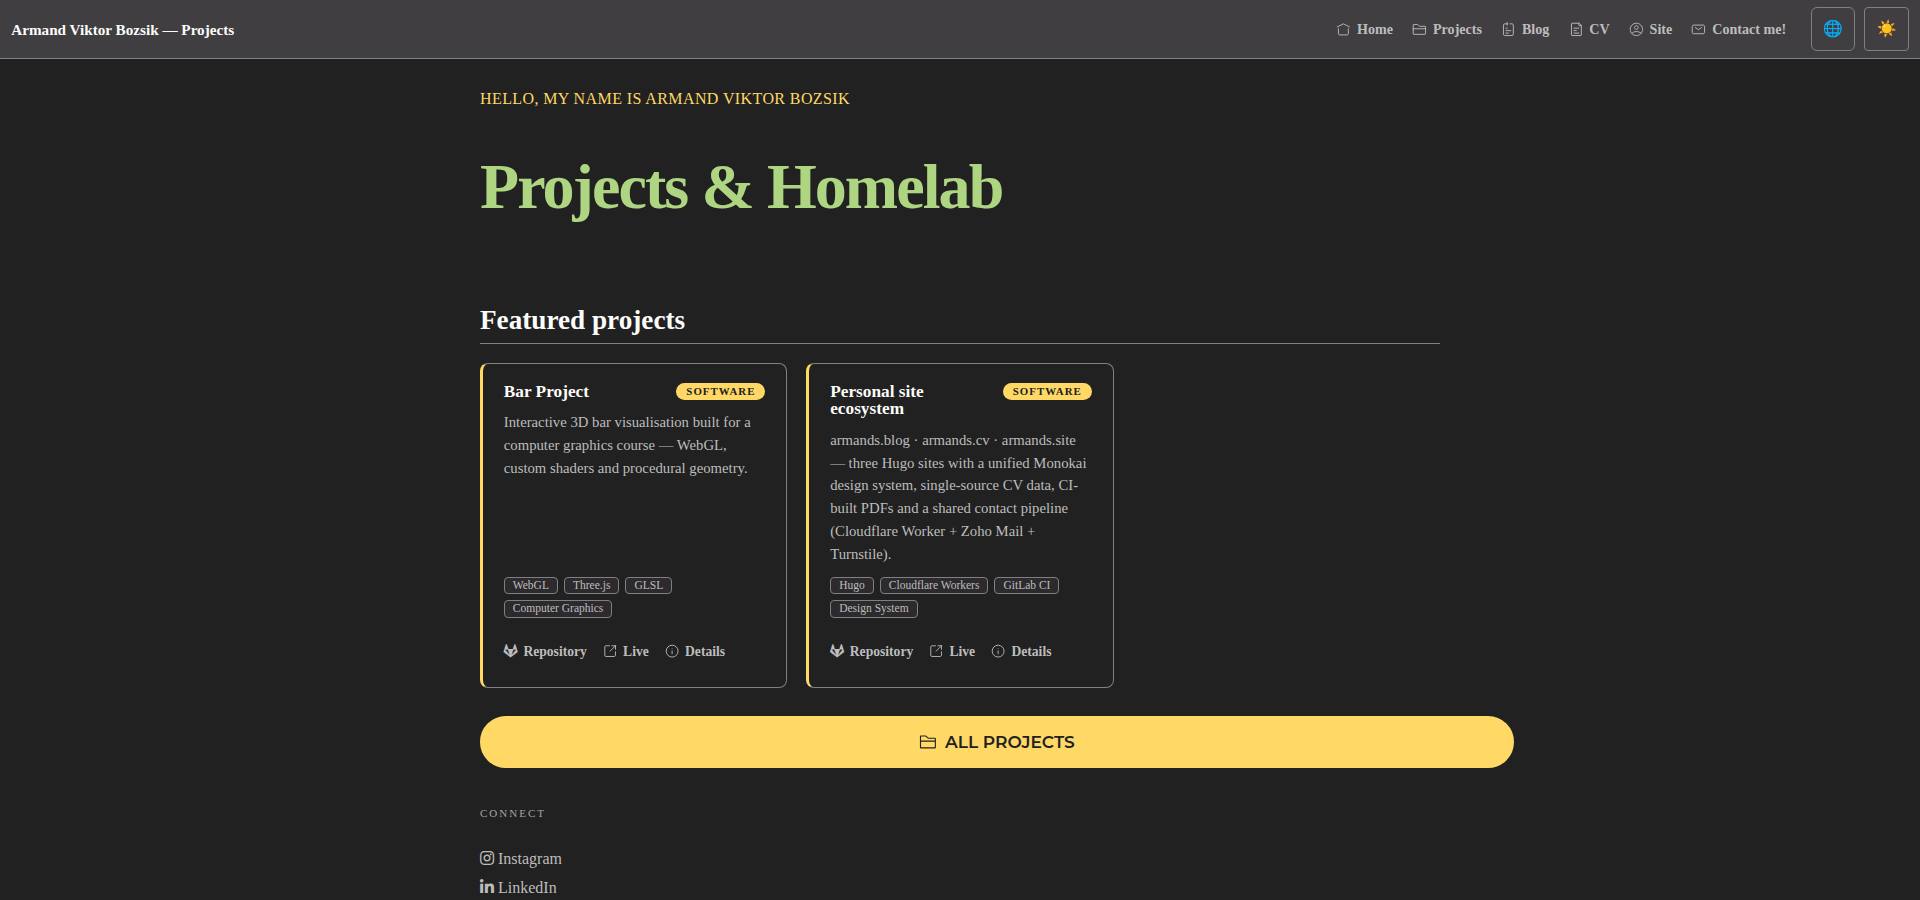 Armand Viktor Bozsik — Projects
Home Projects Blog CV Site Contact me!
HELLO, MY NAME IS ARMAND VIKTOR BOZSIK
Projects & Homelab
Featured projects
Bar Project
SOFTWARE
Interactive 3D bar visualisation built for a
computer graphics course — WebGL,
custom shaders and procedural geometry.
WebGL Three.js GLSL
Computer Graphics
Repository Live Details
Personal site
ecosystem
SOFTWARE
armands.blog · armands.cv · armands.site
— three Hugo sites with a unified Monokai
design system, single-source CV data, CI-
built PDFs and a shared contact pipeline
(Cloudflare Worker + Zoho Mail +
Turnstile).
Hugo Cloudflare Workers GitLab CI
Design System
Repository Live Details
ALL PROJECTS
CONNECT
Instagram
LinkedIn